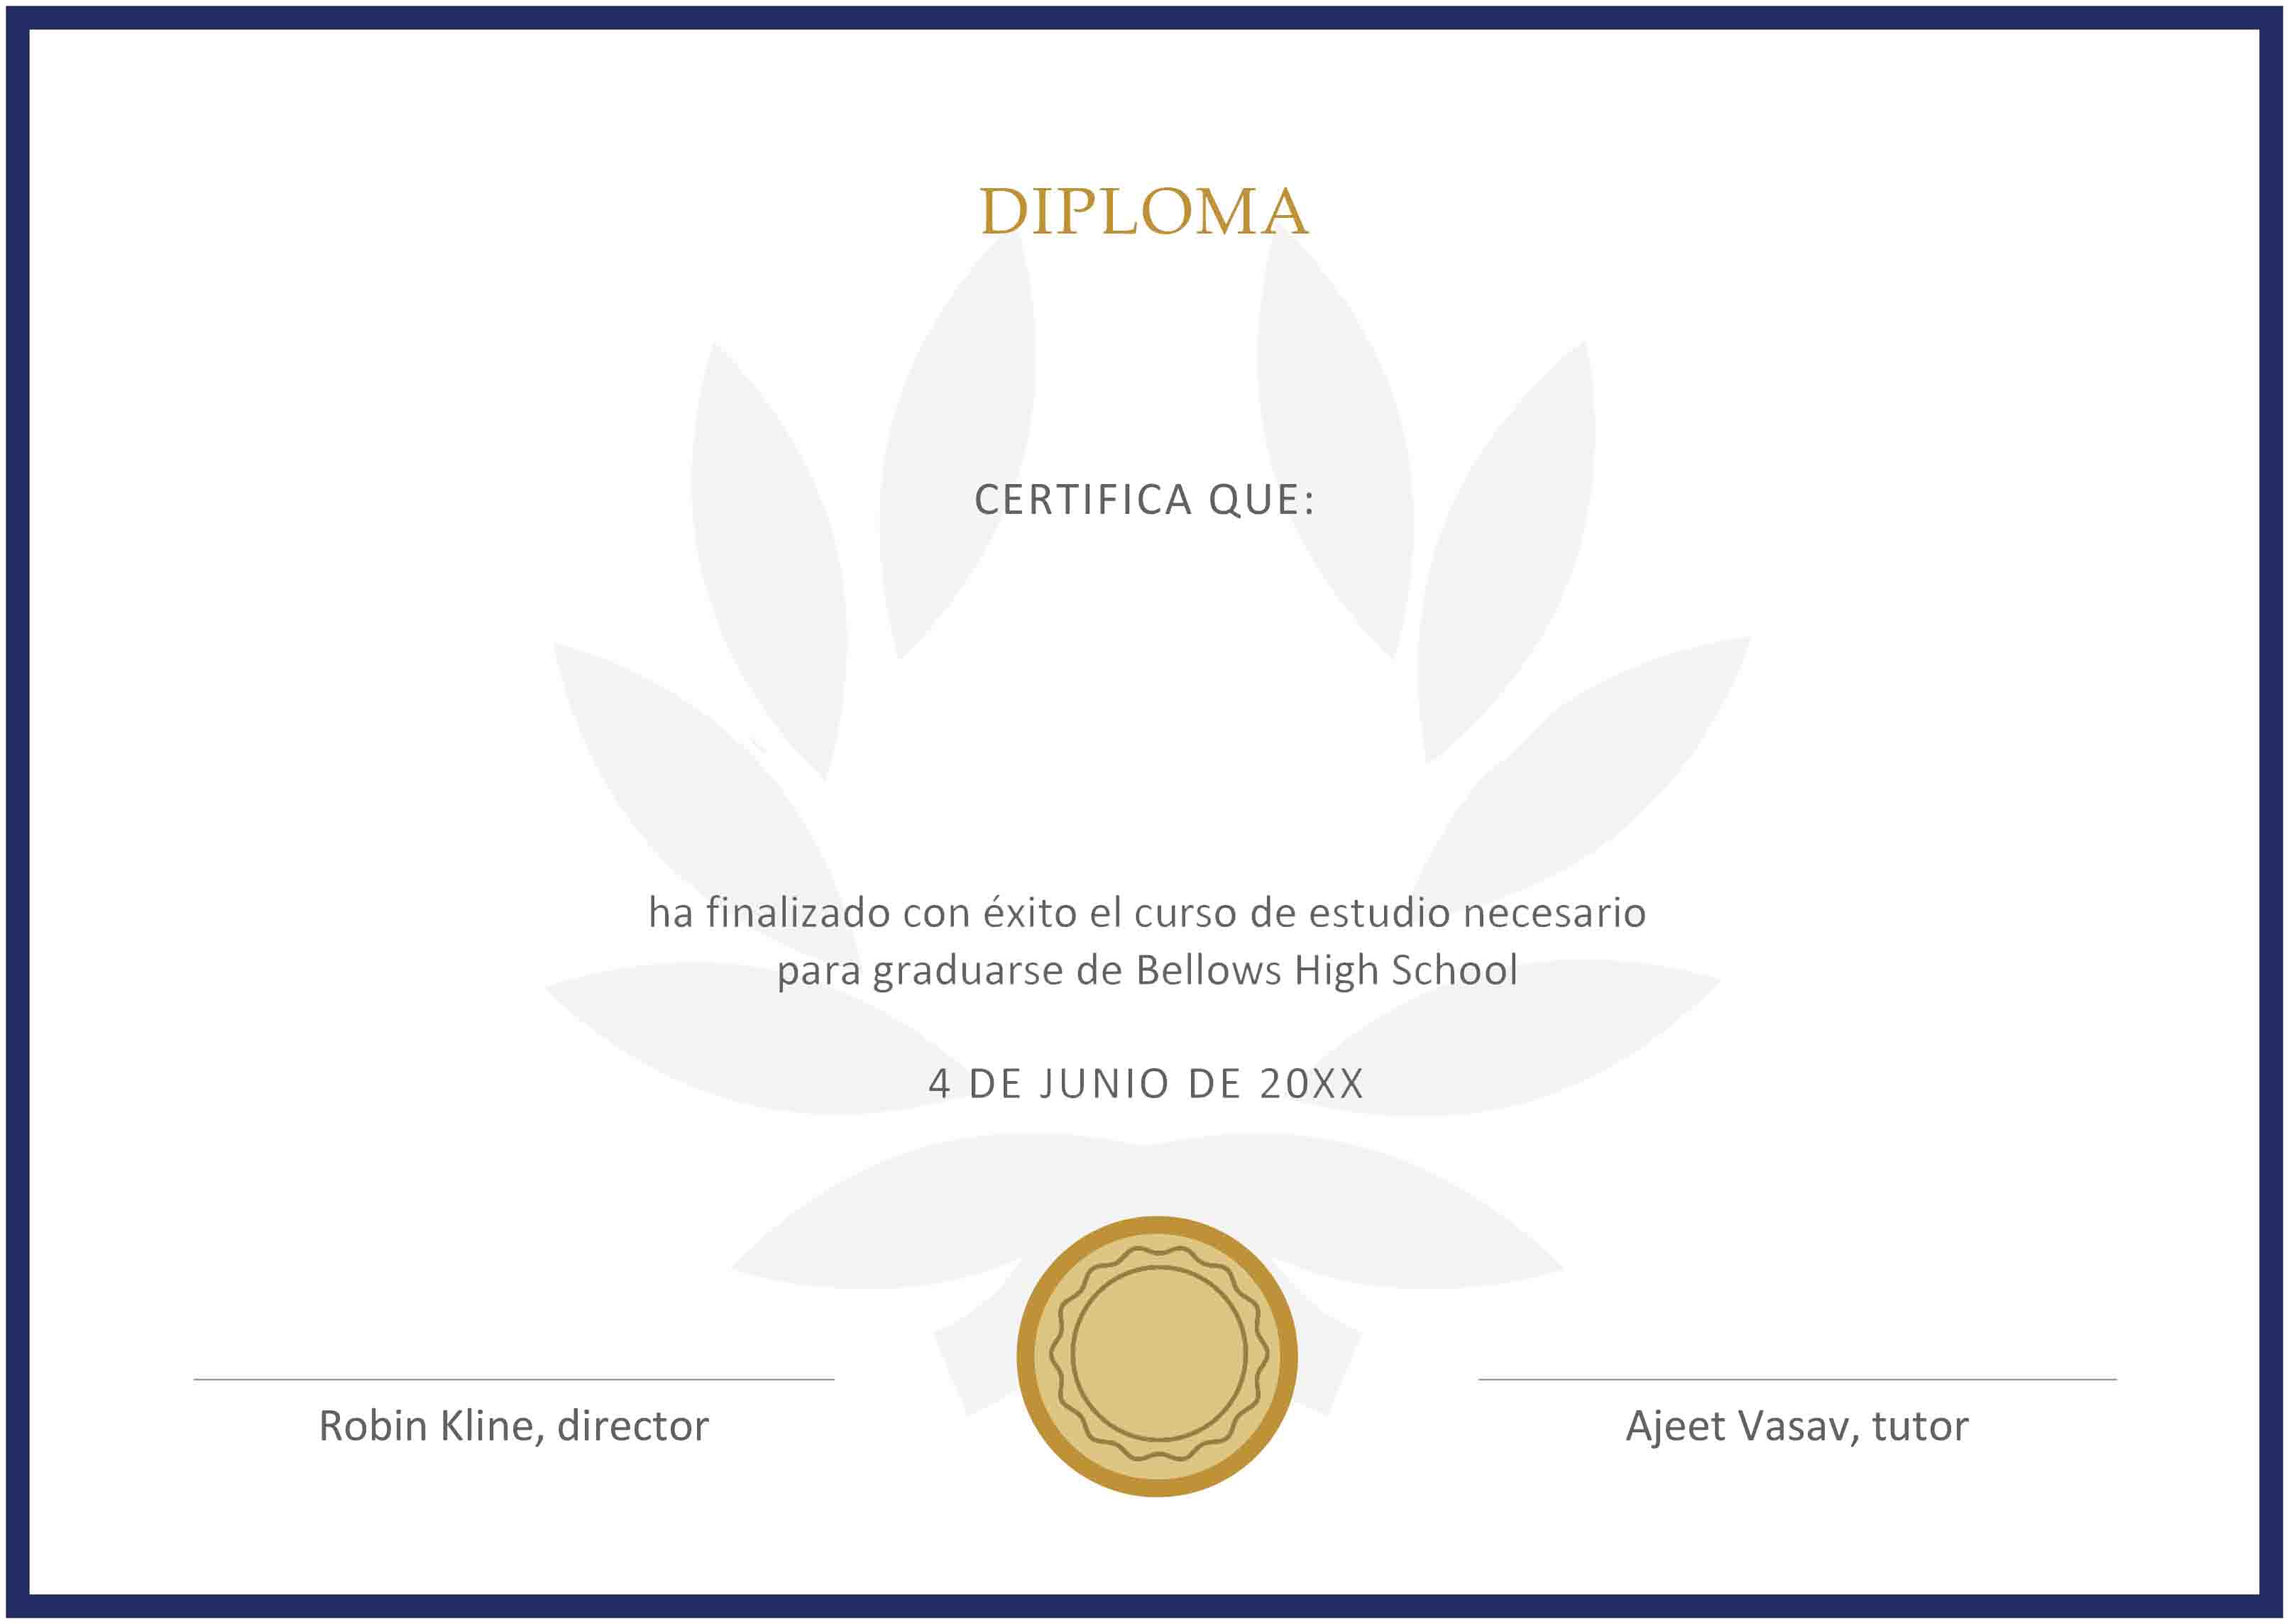 DIPLOMA
CERTIFICA QUE:
ha finalizado con éxito el curso de estudio necesario
para graduarse de Bellows High School
4 DE JUNIO DE 20XX
Robin Kline, director
Ajeet Vasav, tutor